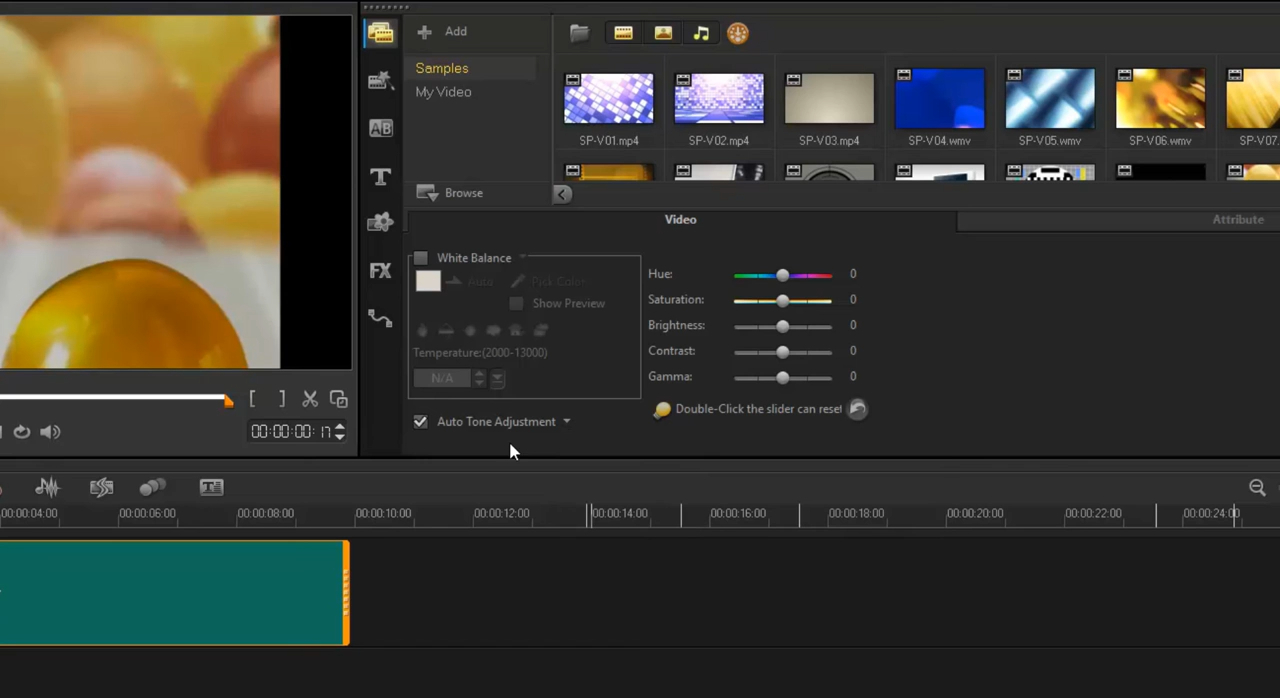 Add
Samples
My Video
Browse
SP-V01.mp4
SP-V02.mp4
SP-V03.mp4
SP-V04.wmv
SP-V05.wmv
SP-V06.wmv
SP-V07.
AB
T
FX
Video
Attribute
White Balance
Auto
Pick Color
Show Preview
Temperature:(2000-13000)
N/A
Auto Tone Adjustment
Hue: 0
Saturation: 0
Brightness: 0
Contrast: 0
Gamma: 0
Double-Click the slider can reset
[ ]
00:00:00: 17
00:00:04:00 00:00:06:00 00:00:08:00 00:00:10:00 00:00:12:00 00:00:14:00 00:00:16:00 00:00:18:00 00:00:20:00 00:00:22:00 00:00:24:00